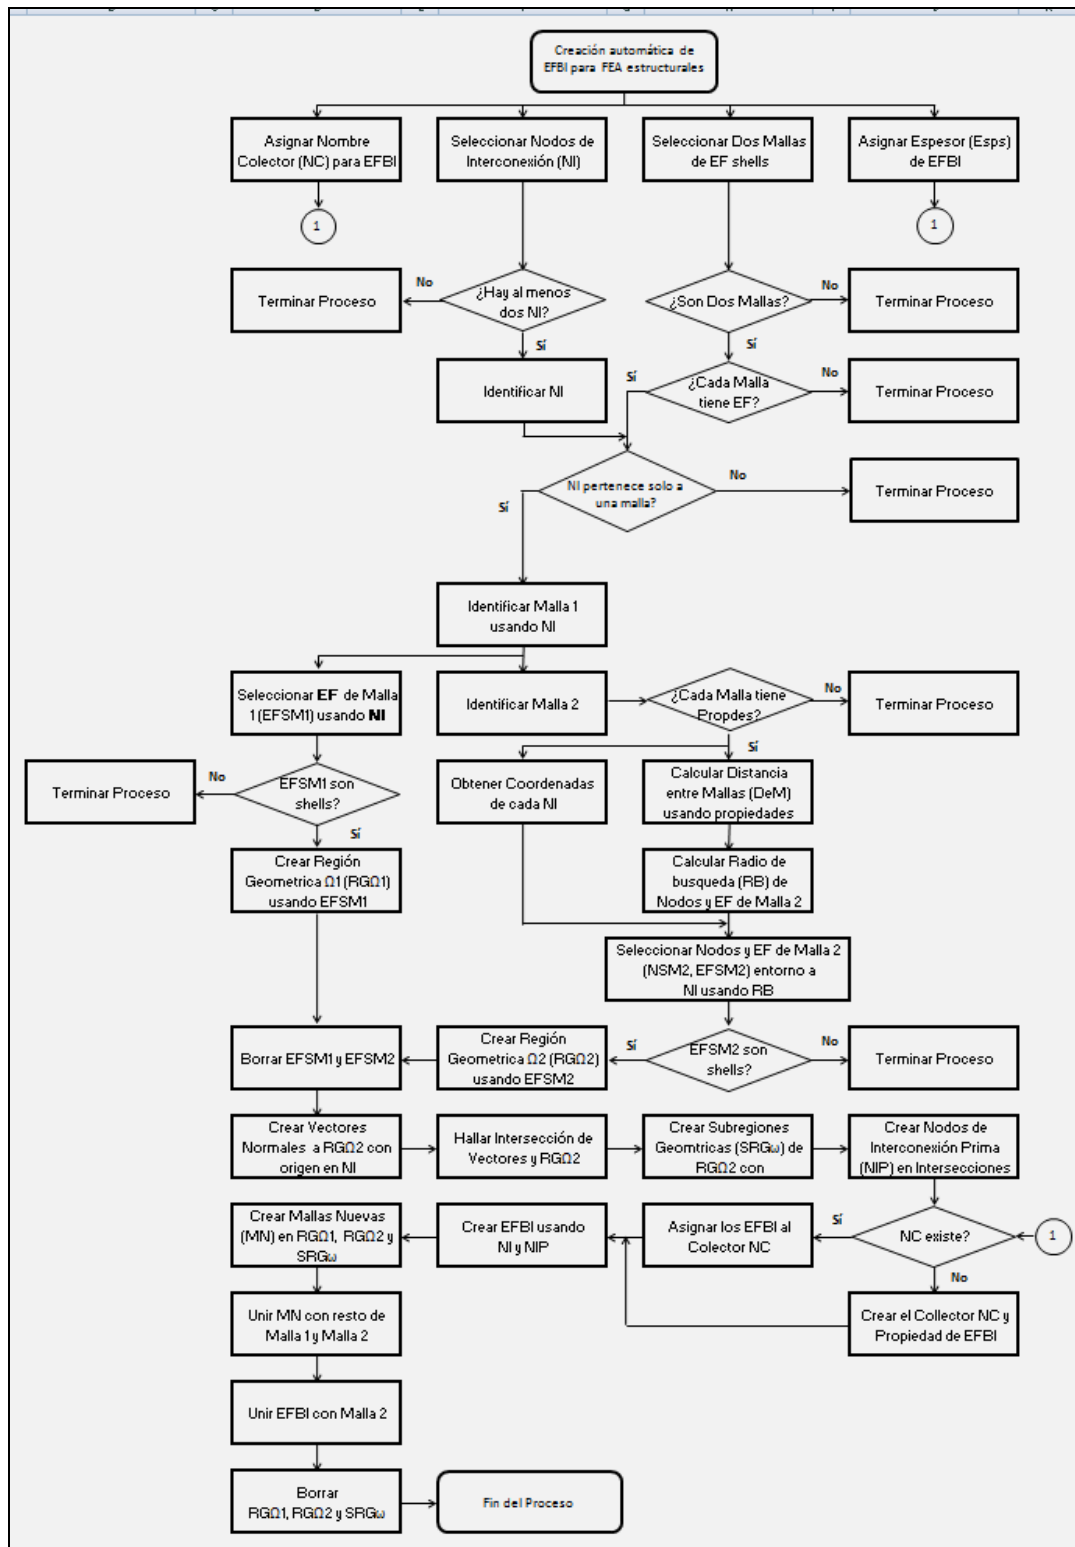 Creación automática de
EFBI para FEA estructurales
Asignar Nombre
Colector (NC) para EFBI
Seleccionar Nodos de
Interconexión (NI)
Seleccionar Dos Mallas
de EF shells
Asignar Espesor (Esps)
de EFBI
1
1
Terminar Proceso
No
¿Hay al menos
dos NI?
¿Son Dos Mallas?
No
Terminar Proceso
Sí
Sí
Identificar NI
Sí
¿Cada Malla
tiene EF?
No
Terminar Proceso
NI pertenece solo a
una malla?
No
Terminar Proceso
Sí
Identificar Malla 1
usando NI
Seleccionar EF de Malla
1 (EFSM1) usando NI
Identificar Malla 2
¿Cada Malla tiene
Propdes?
No
Terminar Proceso
Sí
Terminar Proceso
No
EFSM1 son
shells?
Obtener Coordenadas
de cada NI
Calcular Distancia
entre Mallas (DeM)
usando propiedades
Sí
Crear Región
Geometrica Ω1 (RGΩ1)
usando EFSM1
Calcular Radio de
busqueda (RB) de
Nodos y EF de Malla 2
Seleccionar Nodos y EF de Malla 2
(NSM2, EFSM2) entorno a
NI usando RB
Borrar EFSM1 y EFSM2
Crear Región
Geometrica Ω2 (RGΩ2)
usando EFSM2
Sí
EFSM2 son
shells?
No
Terminar Proceso
Crear Vectores
Normales a RGΩ2 con
origen en NI
Hallar Intersección de
Vectores y RGΩ2
Crear Subregiones
Geomtricas (SRGω) de
RGΩ2 con
Crear Nodos de
Interconexión Prima
(NIP) en Intersecciones
Crear Mallas Nuevas
(MN) en RGΩ1, RGΩ2 y
SRGω
Crear EFBI usando
NI y NIP
Asignar los EFBI al
Colector NC
Sí
NC existe?
1
No
Unir MN con resto de
Malla 1 y Malla 2
Crear el Collector NC y
Propiedad de EFBI
Unir EFBI con Malla 2
Borrar
RGΩ1, RGΩ2 y SRGω
Fin del Proceso